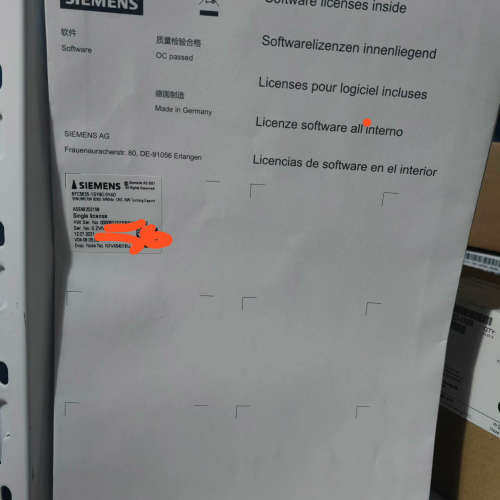 SIEMENS
Software licenses inside
软件
Software
质量检验合格
OC passed
Softwarelizenzen innenliegend
德国制造
Made in Germany
Licenses pour logiciel incluses
SIEMENS AG
Licenze software all interno
Frauenauracherstr. 80, DE-91056 Erlangen
Licencias de software en el interior
SIEMENS
Single license